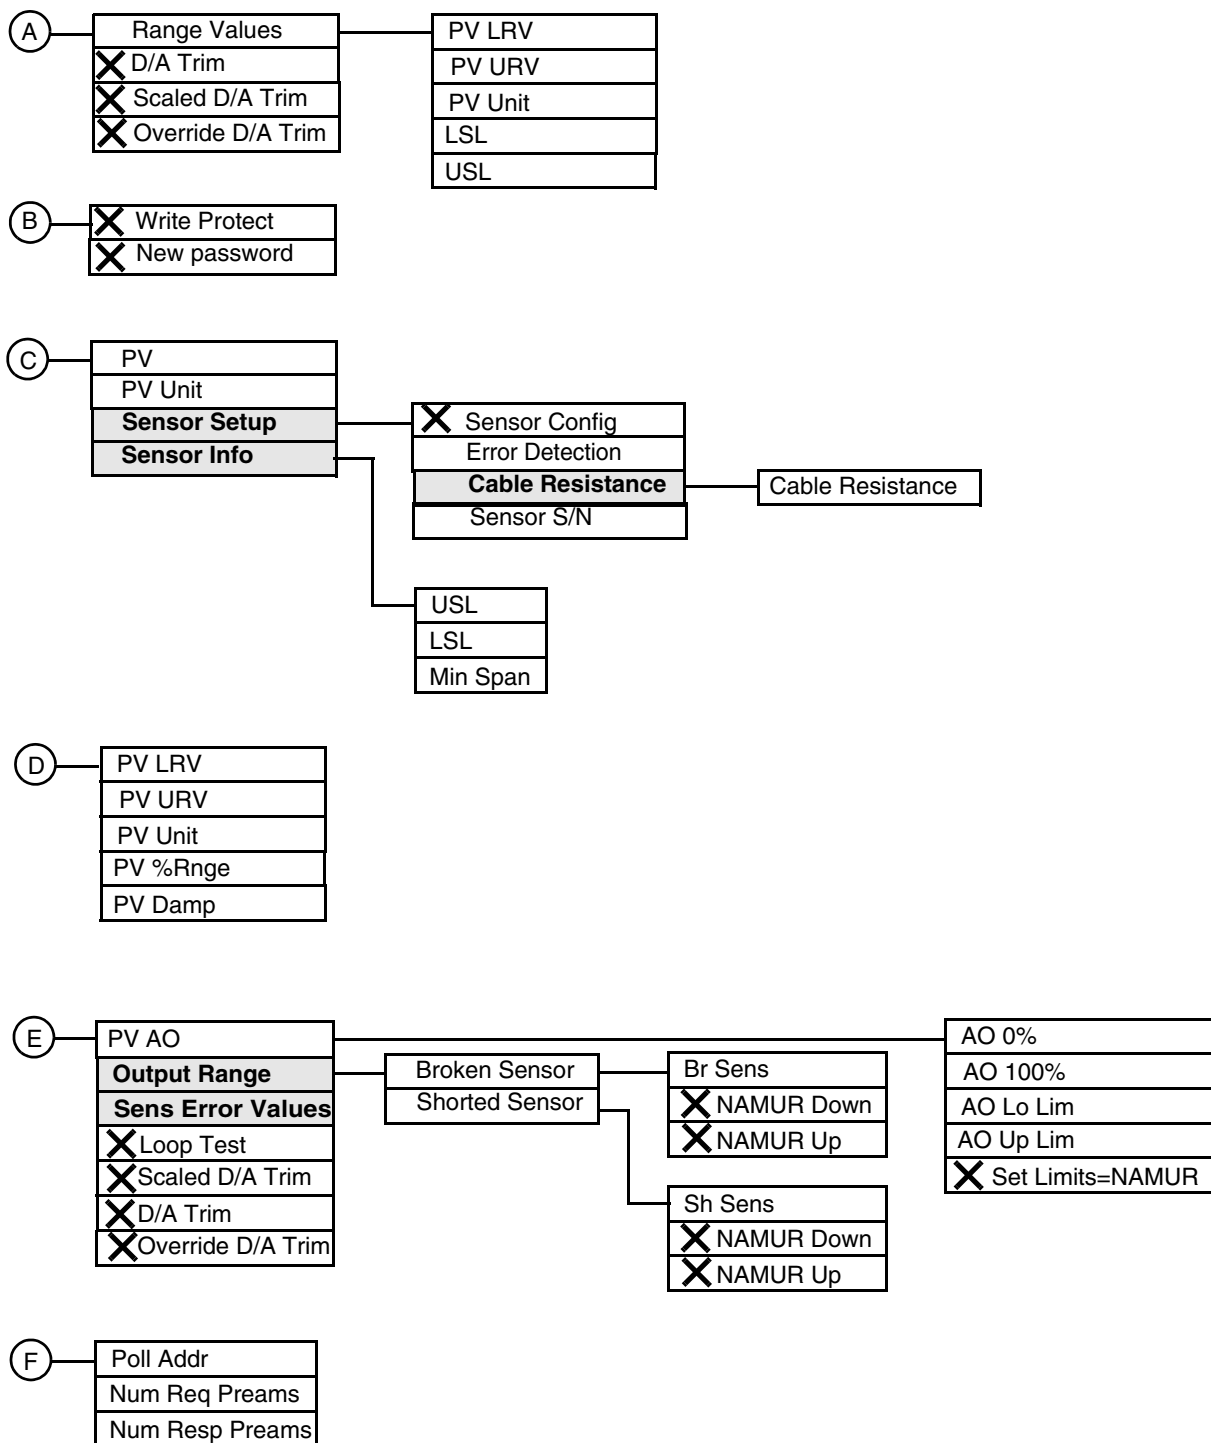 A
Range Values
D/A Trim
Scaled D/A Trim
Override D/A Trim
PV LRV
PV URV
PV Unit
LSL
USL
B
Write Protect
New password
C
PV
PV Unit
Sensor Setup
Sensor Info
Sensor Config
Error Detection
Cable Resistance
Sensor S/N
Cable Resistance
USL
LSL
Min Span
D
PV LRV
PV URV
PV Unit
PV %Rnge
PV Damp
E
PV AO
Output Range
Sens Error Values
Loop Test
Scaled D/A Trim
D/A Trim
Override D/A Trim
Broken Sensor
Shorted Sensor
Br Sens
NAMUR Down
NAMUR Up
Sh Sens
NAMUR Down
NAMUR Up
AO 0%
AO 100%
AO Lo Lim
AO Up Lim
Set Limits=NAMUR
F
Poll Addr
Num Req Preams
Num Resp Preams